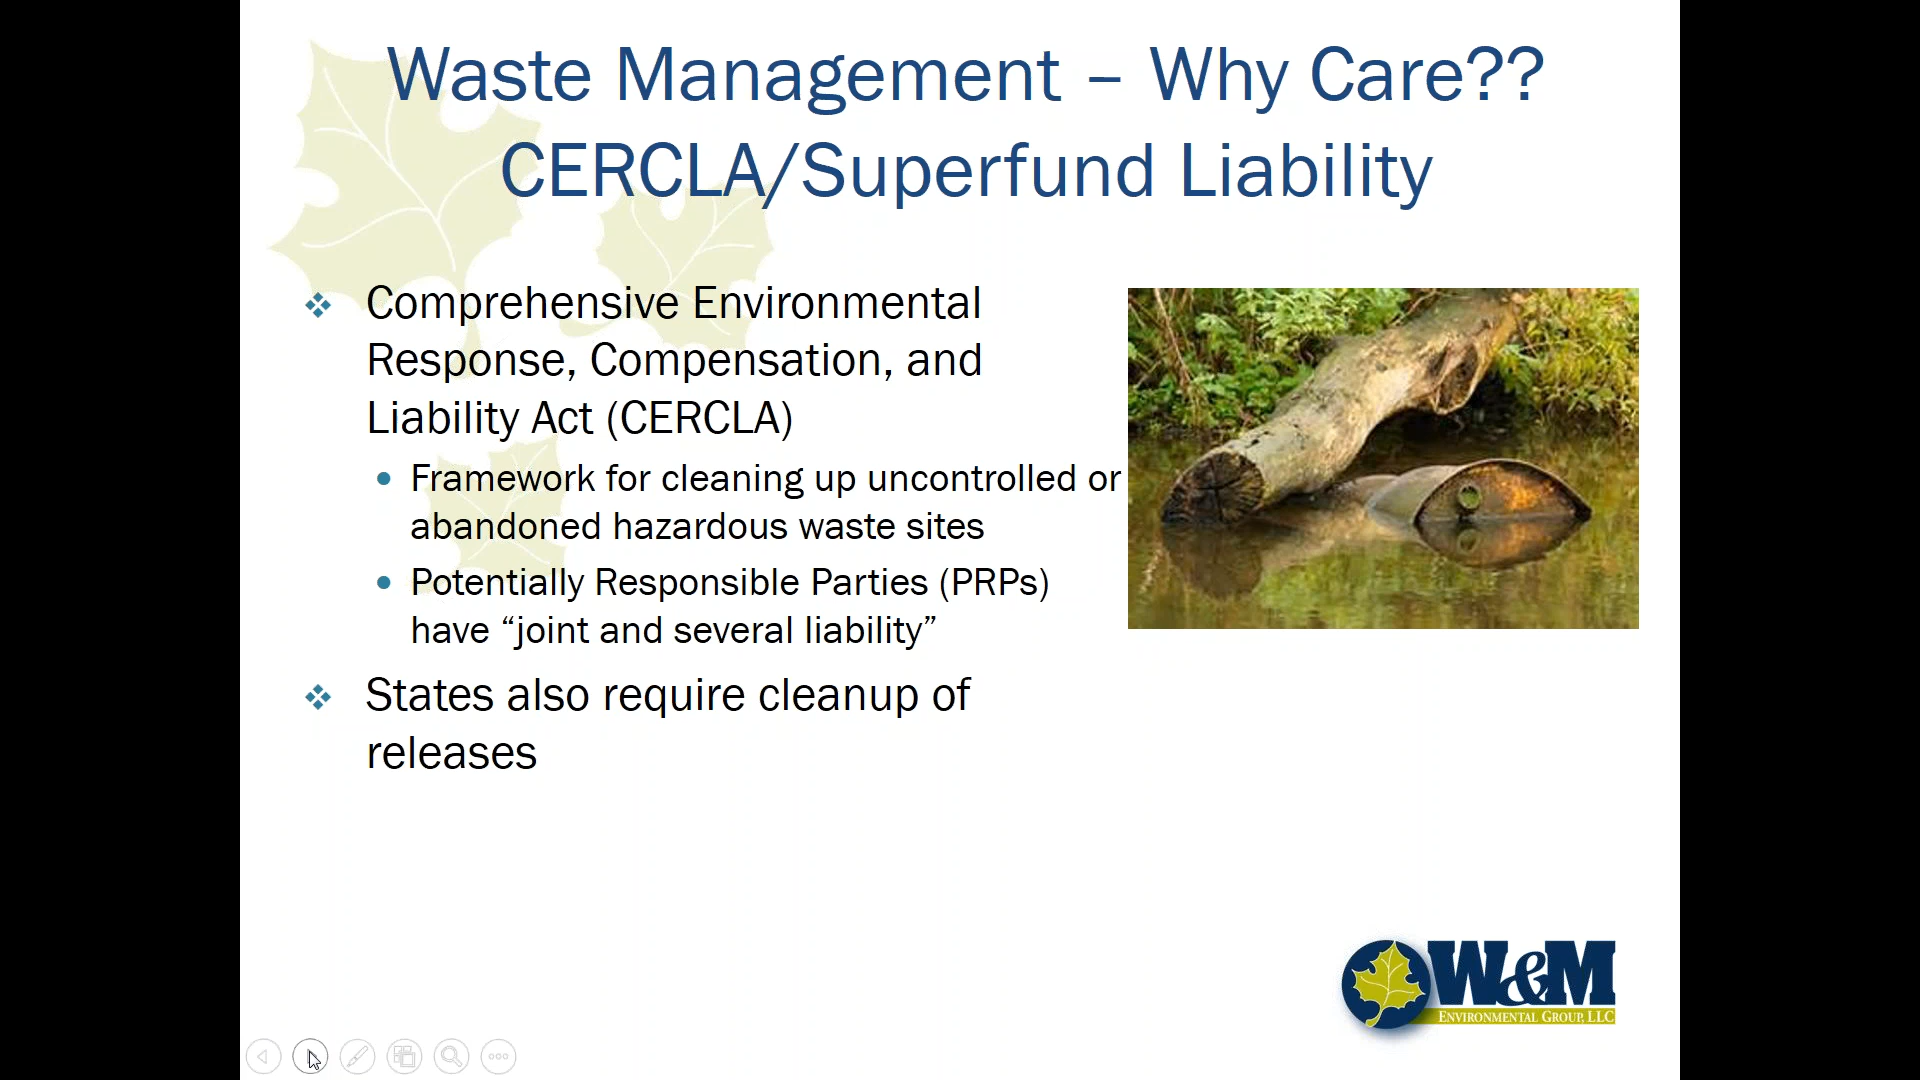 Waste Management – Why Care??
CERCLA/Superfund Liability
Comprehensive Environmental
Response, Compensation, and
Liability Act (CERCLA)
Framework for cleaning up uncontrolled or
abandoned hazardous waste sites
Potentially Responsible Parties (PRPs)
have “joint and several liability”
States also require cleanup of
releases
W&M
ENVIRONMENTAL GROUP, LLC